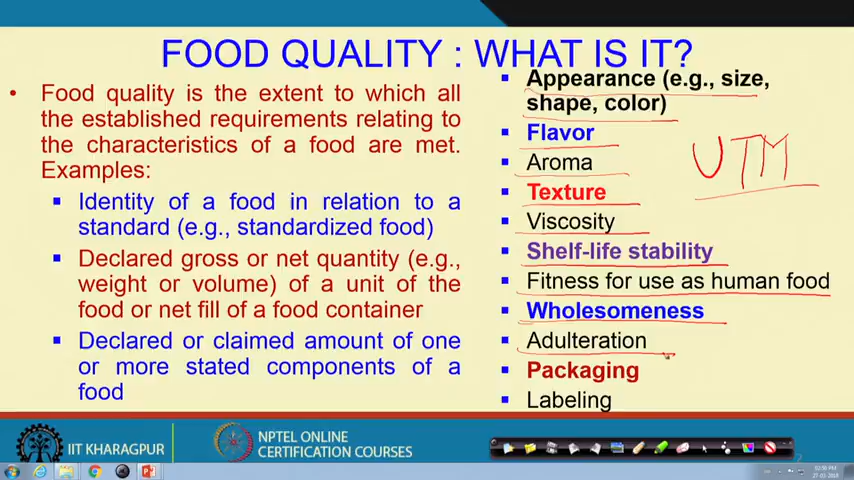 FOOD QUALITY : WHAT IS IT?
• Food quality is the extent to which all
the established requirements relating to
the characteristics of a food are met.
Examples:
▪ Identity of a food in relation to a
standard (e.g., standardized food)
▪ Declared gross or net quantity (e.g.,
weight or volume) of a unit of the
food or net fill of a food container
▪ Declared or claimed amount of one
or more stated components of a
food
▪ Appearance (e.g., size,
shape, color)
▪ Flavor
▪ Aroma
▪ Texture
▪ Viscosity
▪ Shelf-life stability
▪ Fitness for use as human food
▪ Wholesomeness
▪ Adulteration
▪ Packaging
▪ Labeling
UTM
IIT KHARAGPUR
NPTEL ONLINE
CERTIFICATION COURSES
2